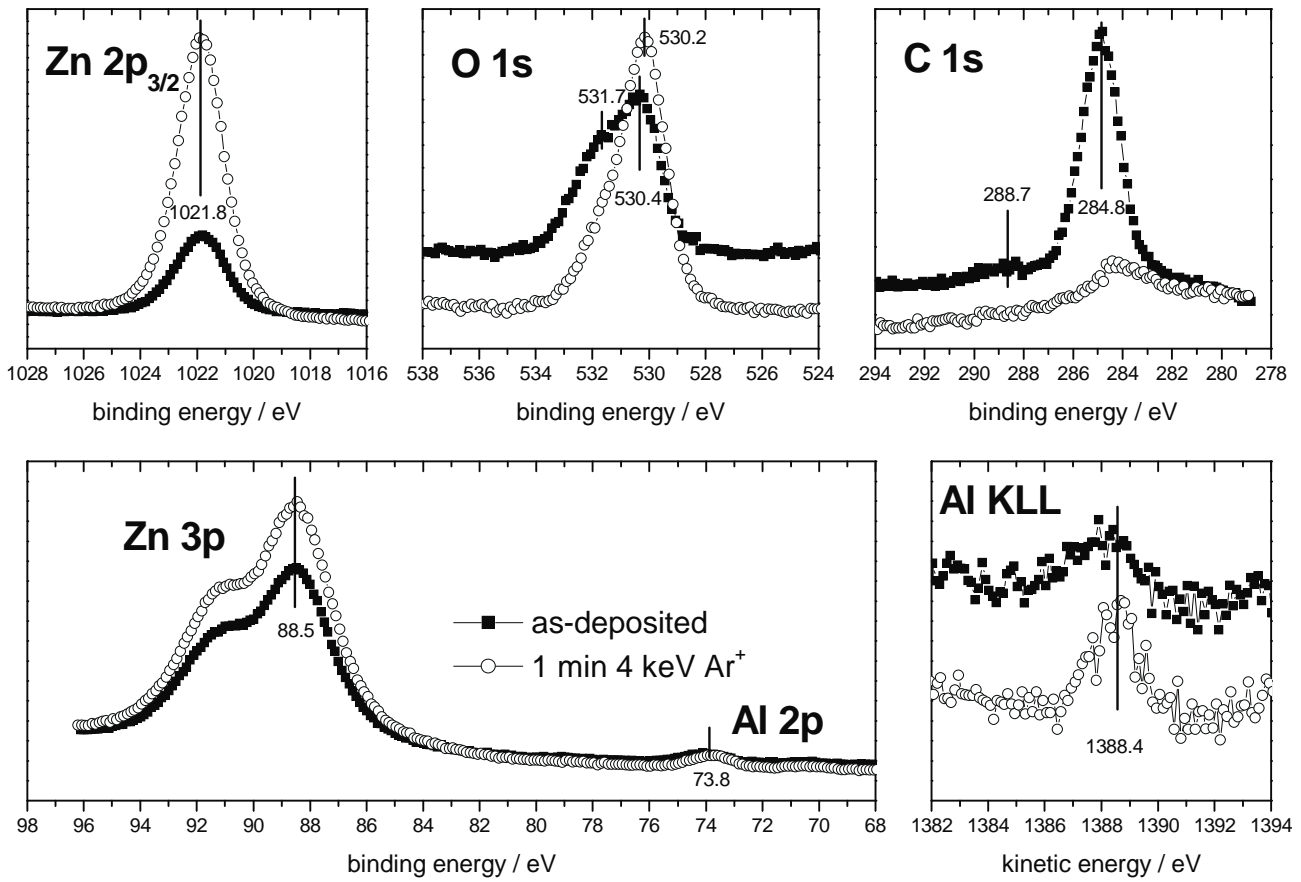 Zn 2p3/2
1021.8
1028 1026 1024 1022 1020 1018 1016
binding energy / eV
O 1s
530.2
531.7
530.4
538 536 534 532 530 528 526 524
binding energy / eV
C 1s
288.7
284.8
294 292 290 288 286 284 282 280 278
binding energy / eV
Zn 3p
88.5
as-deposited
1 min 4 keV Ar+
Al 2p
73.8
98 96 94 92 90 88 86 84 82 80 78 76 74 72 70 68
binding energy / eV
Al KLL
1388.4
1382 1384 1386 1388 1390 1392 1394
kinetic energy / eV